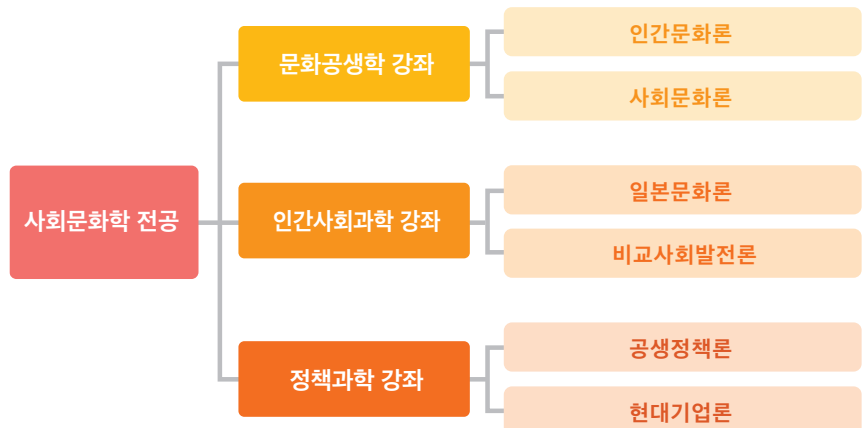 사회문화학 전공
문화공생학 강좌
인간문화론
사회문화론
인간사회과학 강좌
일본문화론
비교사회발전론
정책과학 강좌
공생정책론
현대기업론